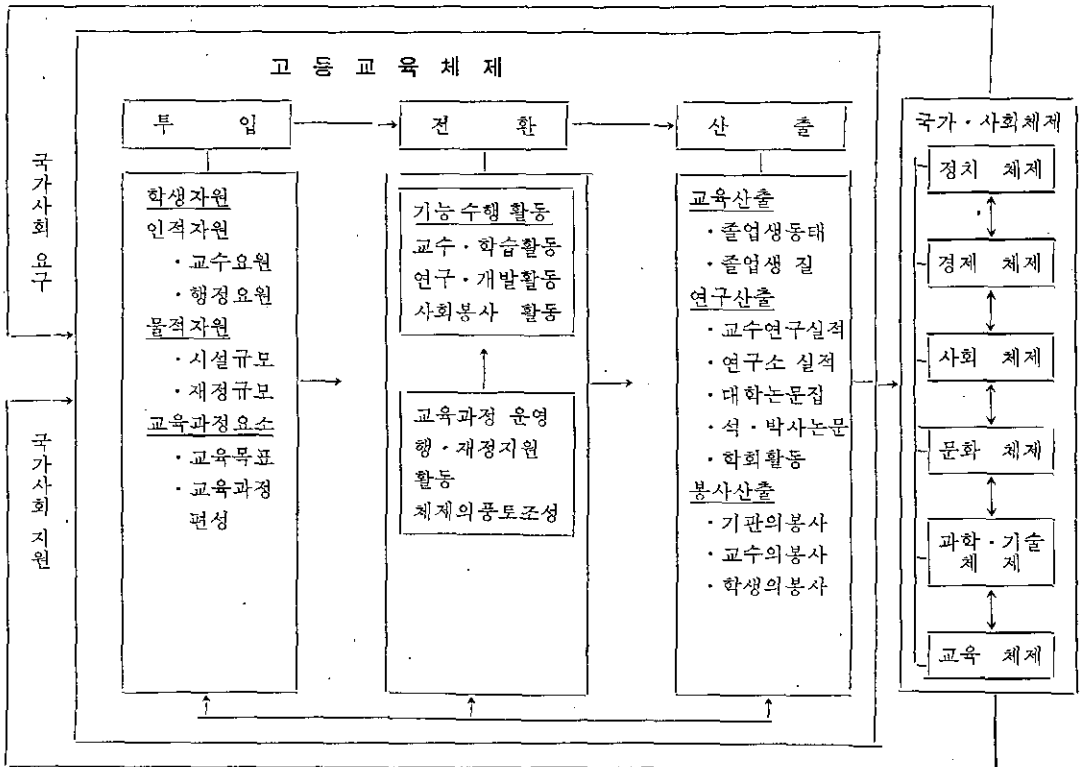 고 등 교 육 체 제
투 입
전 환
산 출
국가사회 요구
국가사회 지원
학생자원
인적자원
· 교수요원
· 행정요원
물적자원
· 시설규모
· 재정규모
교육과정요소
· 교육목표
· 교육과정
편성
기능 수행 활동
교수 · 학습활동
연구 · 개발활동
사회봉사 활동
교육과정 운영
행 · 재정지원
활동
체제의풍토조성
교육산출
· 졸업생동태
· 졸업생 질
연구산출
· 교수연구실적
· 연구소 실적
· 대학논문집
· 석 · 박사논문
· 학회활동
봉사산출
· 기관의봉사
· 교수의봉사
· 학생의봉사
국가 · 사회체제
정치 체제
경제 체제
사회 체제
문화 체제
과학 · 기술
체 제
교육 체제